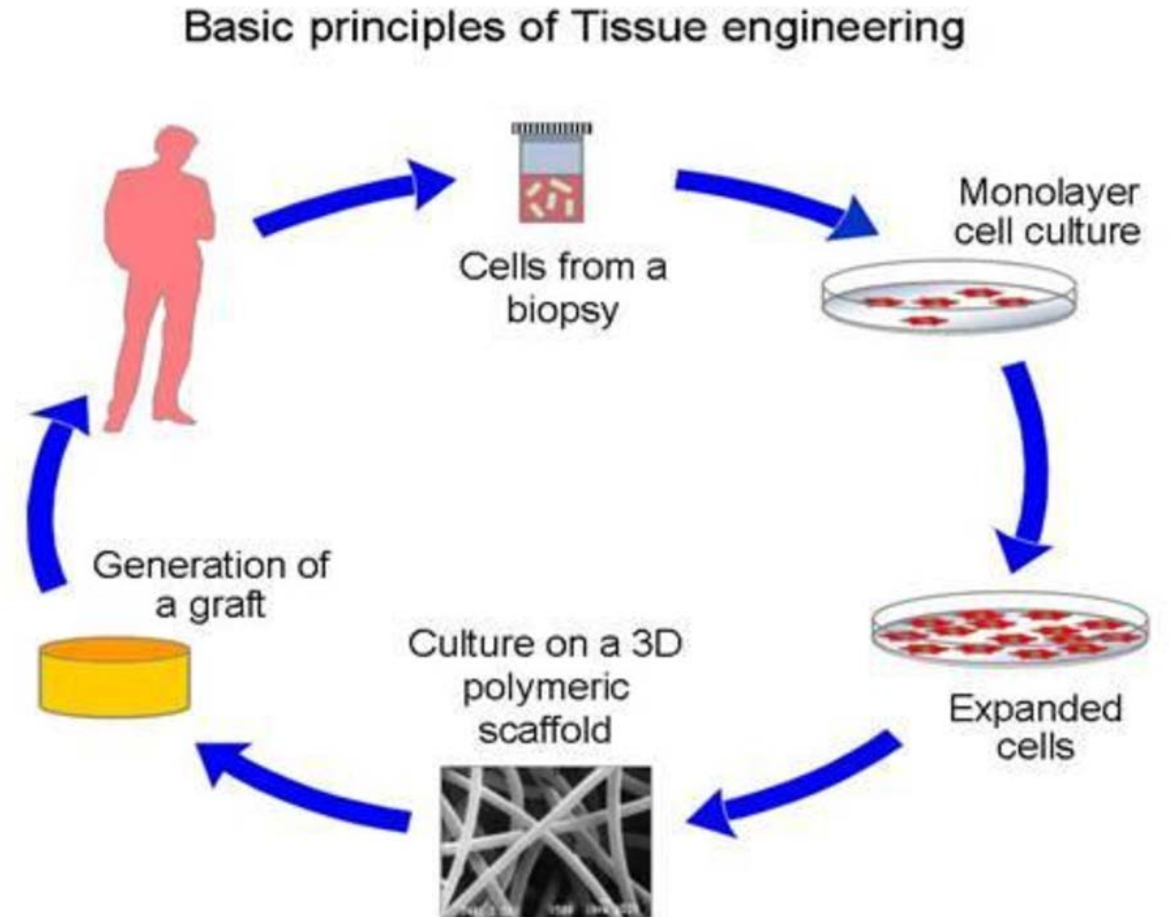 Basic principles of Tissue engineering
Cells from a
biopsy
Monolayer
cell culture
Expanded
cells
Culture on a 3D
polymeric
scaffold
Generation of
a graft